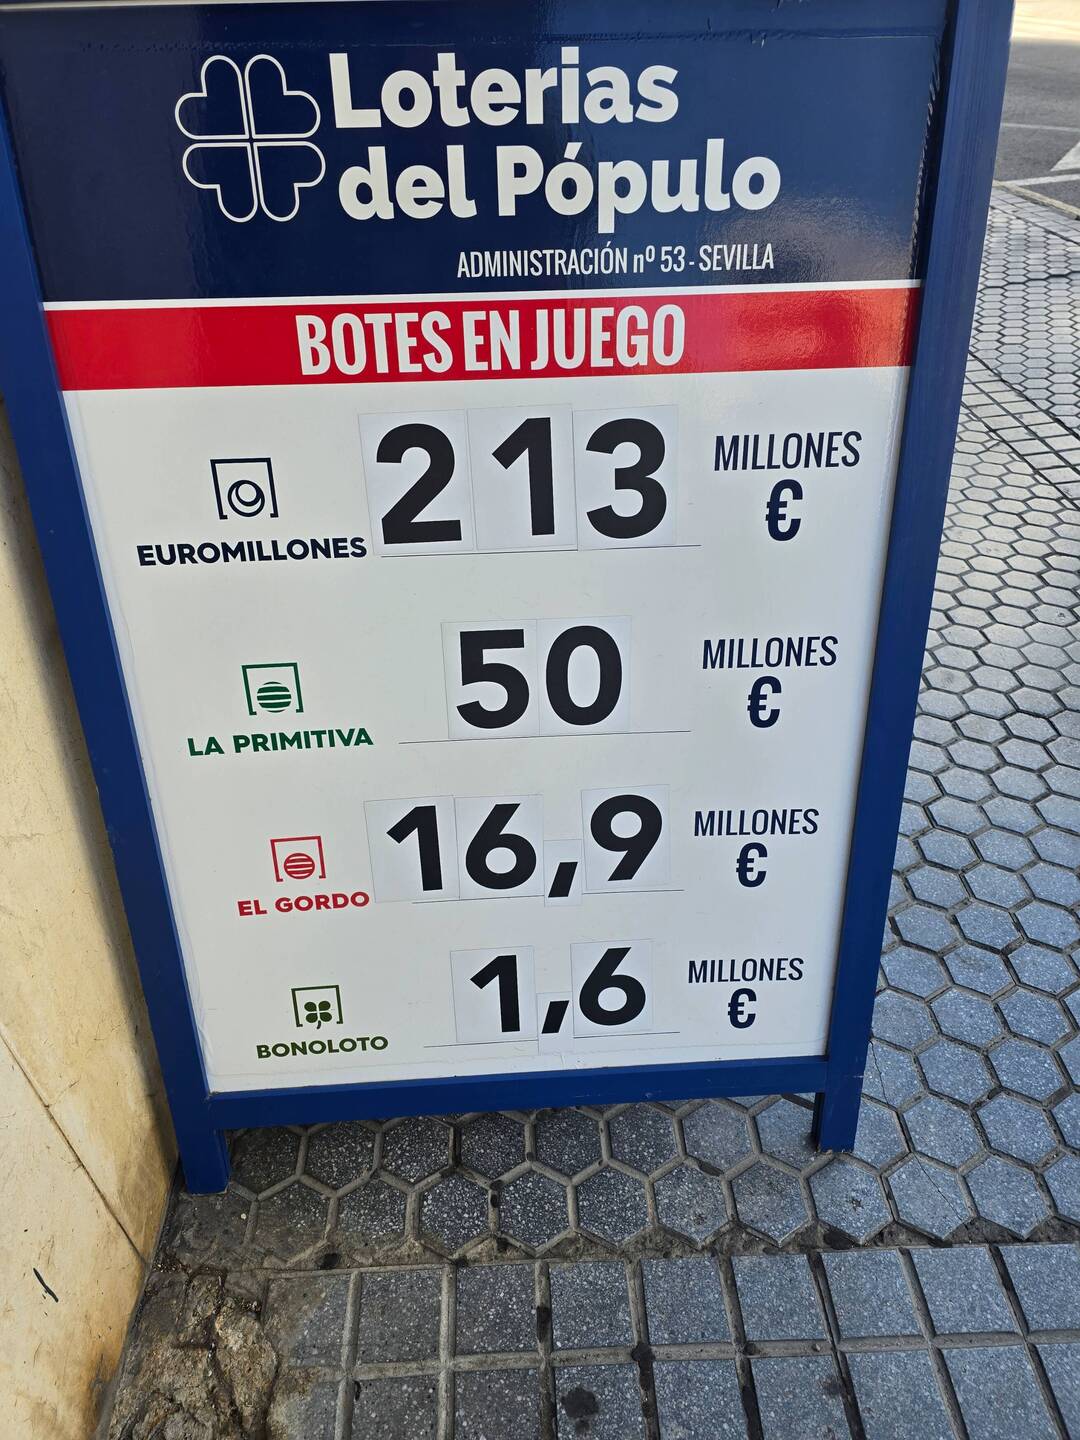 Loterias
del Pópulo
ADMINISTRACIÓN nº 53 - SEVILLA
BOTES EN JUEGO
EUROMILLONES 213 MILLONES €
LA PRIMITIVA 50 MILLONES €
EL GORDO 16,9 MILLONES €
BONOLOTO 1,6 MILLONES €